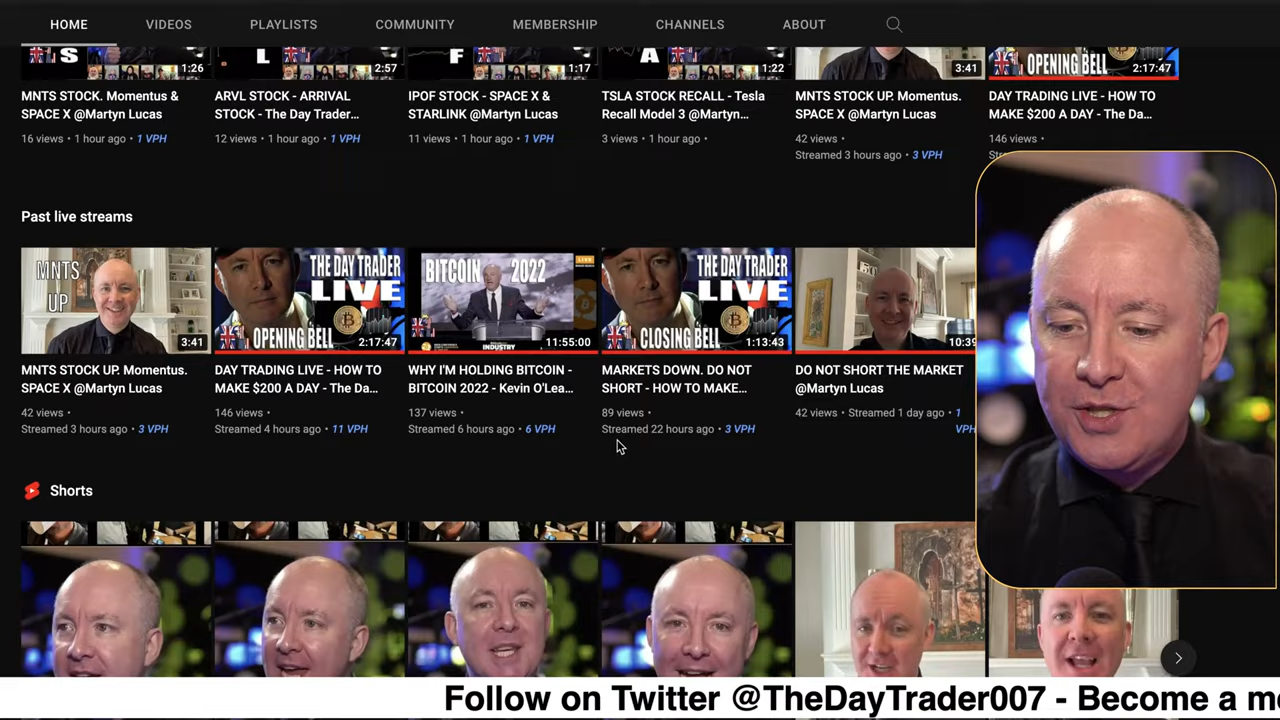 HOME VIDEOS PLAYLISTS COMMUNITY MEMBERSHIP CHANNELS ABOUT
S L F A OPENING BELL
1:26 2:57 1:17 1:22 3:41 2:17:47
MNTS STOCK. Momentus &
SPACE X @Martyn Lucas
16 views • 1 hour ago • 1 VPH
ARVL STOCK - ARRIVAL
STOCK - The Day Trader...
12 views • 1 hour ago • 1 VPH
IPOF STOCK - SPACE X &
STARLINK @Martyn Lucas
11 views • 1 hour ago • 1 VPH
TSLA STOCK RECALL - Tesla
Recall Model 3 @Martyn...
3 views • 1 hour ago •
MNTS STOCK UP. Momentus.
SPACE X @Martyn Lucas
42 views •
Streamed 3 hours ago • 3 VPH
DAY TRADING LIVE - HOW TO
MAKE $200 A DAY - The Da...
146 views •
Past live streams
MNTS
UP
3:41
MNTS STOCK UP. Momentus.
SPACE X @Martyn Lucas
42 views •
Streamed 3 hours ago • 3 VPH
THE DAY TRADER
LIVE
OPENING BELL
2:17:47
DAY TRADING LIVE - HOW TO
MAKE $200 A DAY - The Da...
146 views •
Streamed 4 hours ago • 11 VPH
LIVE
BITCOIN 2022
INDUSTRY
11:55:00
WHY I'M HOLDING BITCOIN -
BITCOIN 2022 - Kevin O'Lea...
137 views •
Streamed 6 hours ago • 6 VPH
THE DAY TRADER
LIVE
CLOSING BELL
1:13:43
MARKETS DOWN. DO NOT
SHORT - HOW TO MAKE...
89 views •
Streamed 22 hours ago • 3 VPH
10:39
DO NOT SHORT THE MARKET
@Martyn Lucas
42 views • Streamed 1 day ago • 1
VPH
Shorts
Follow on Twitter @TheDayTrader007 - Become a m